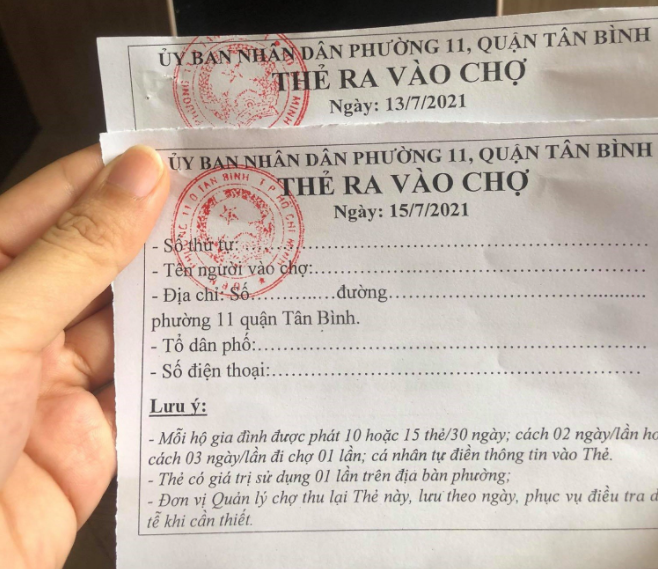 ỦY BAN NHÂN DÂN PHƯỜNG 11, QUẬN TÂN BÌNH
THẺ RA VÀO CHỢ
Ngày: 13/7/2021
ỦY BAN NHÂN DÂN PHƯỜNG 11, QUẬN TÂN BÌNH
THẺ RA VÀO CHỢ
Ngày: 15/7/2021
- Số thứ tự:
- Tên người vào chợ:
- Địa chỉ: Số.............đường
phường 11 quận Tân Bình.
- Tổ dân phố:
- Số điện thoại:
Lưu ý:
- Mỗi hộ gia đình được phát 10 hoặc 15 thẻ/30 ngày; cách 02 ngày/lần
cách 03 ngày/lần đi chợ 01 lần; cá nhân tự điền thông tin vào Thẻ.
- Thẻ có giá trị sử dụng 01 lần trên địa bàn phường;
- Đơn vị Quản lý chợ thu lại Thẻ này, lưu theo ngày, phục vụ điều tra
tễ khi cần thiết.